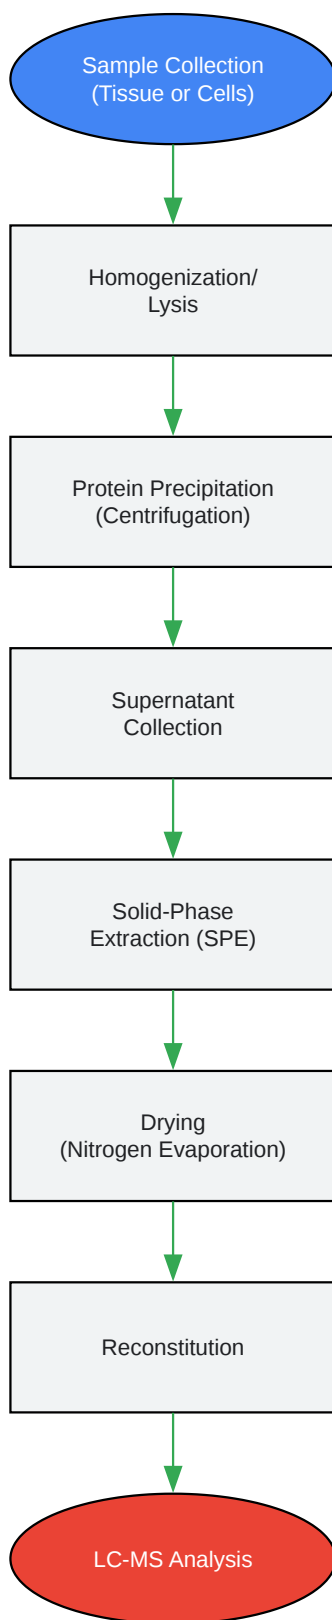 Sample Collection
(Tissue or Cells)
Homogenization/
Lysis
Protein Precipitation
(Centrifugation)
Supernatant
Collection
Solid-Phase
Extraction (SPE)
Drying
(Nitrogen Evaporation)
Reconstitution
LC-MS Analysis